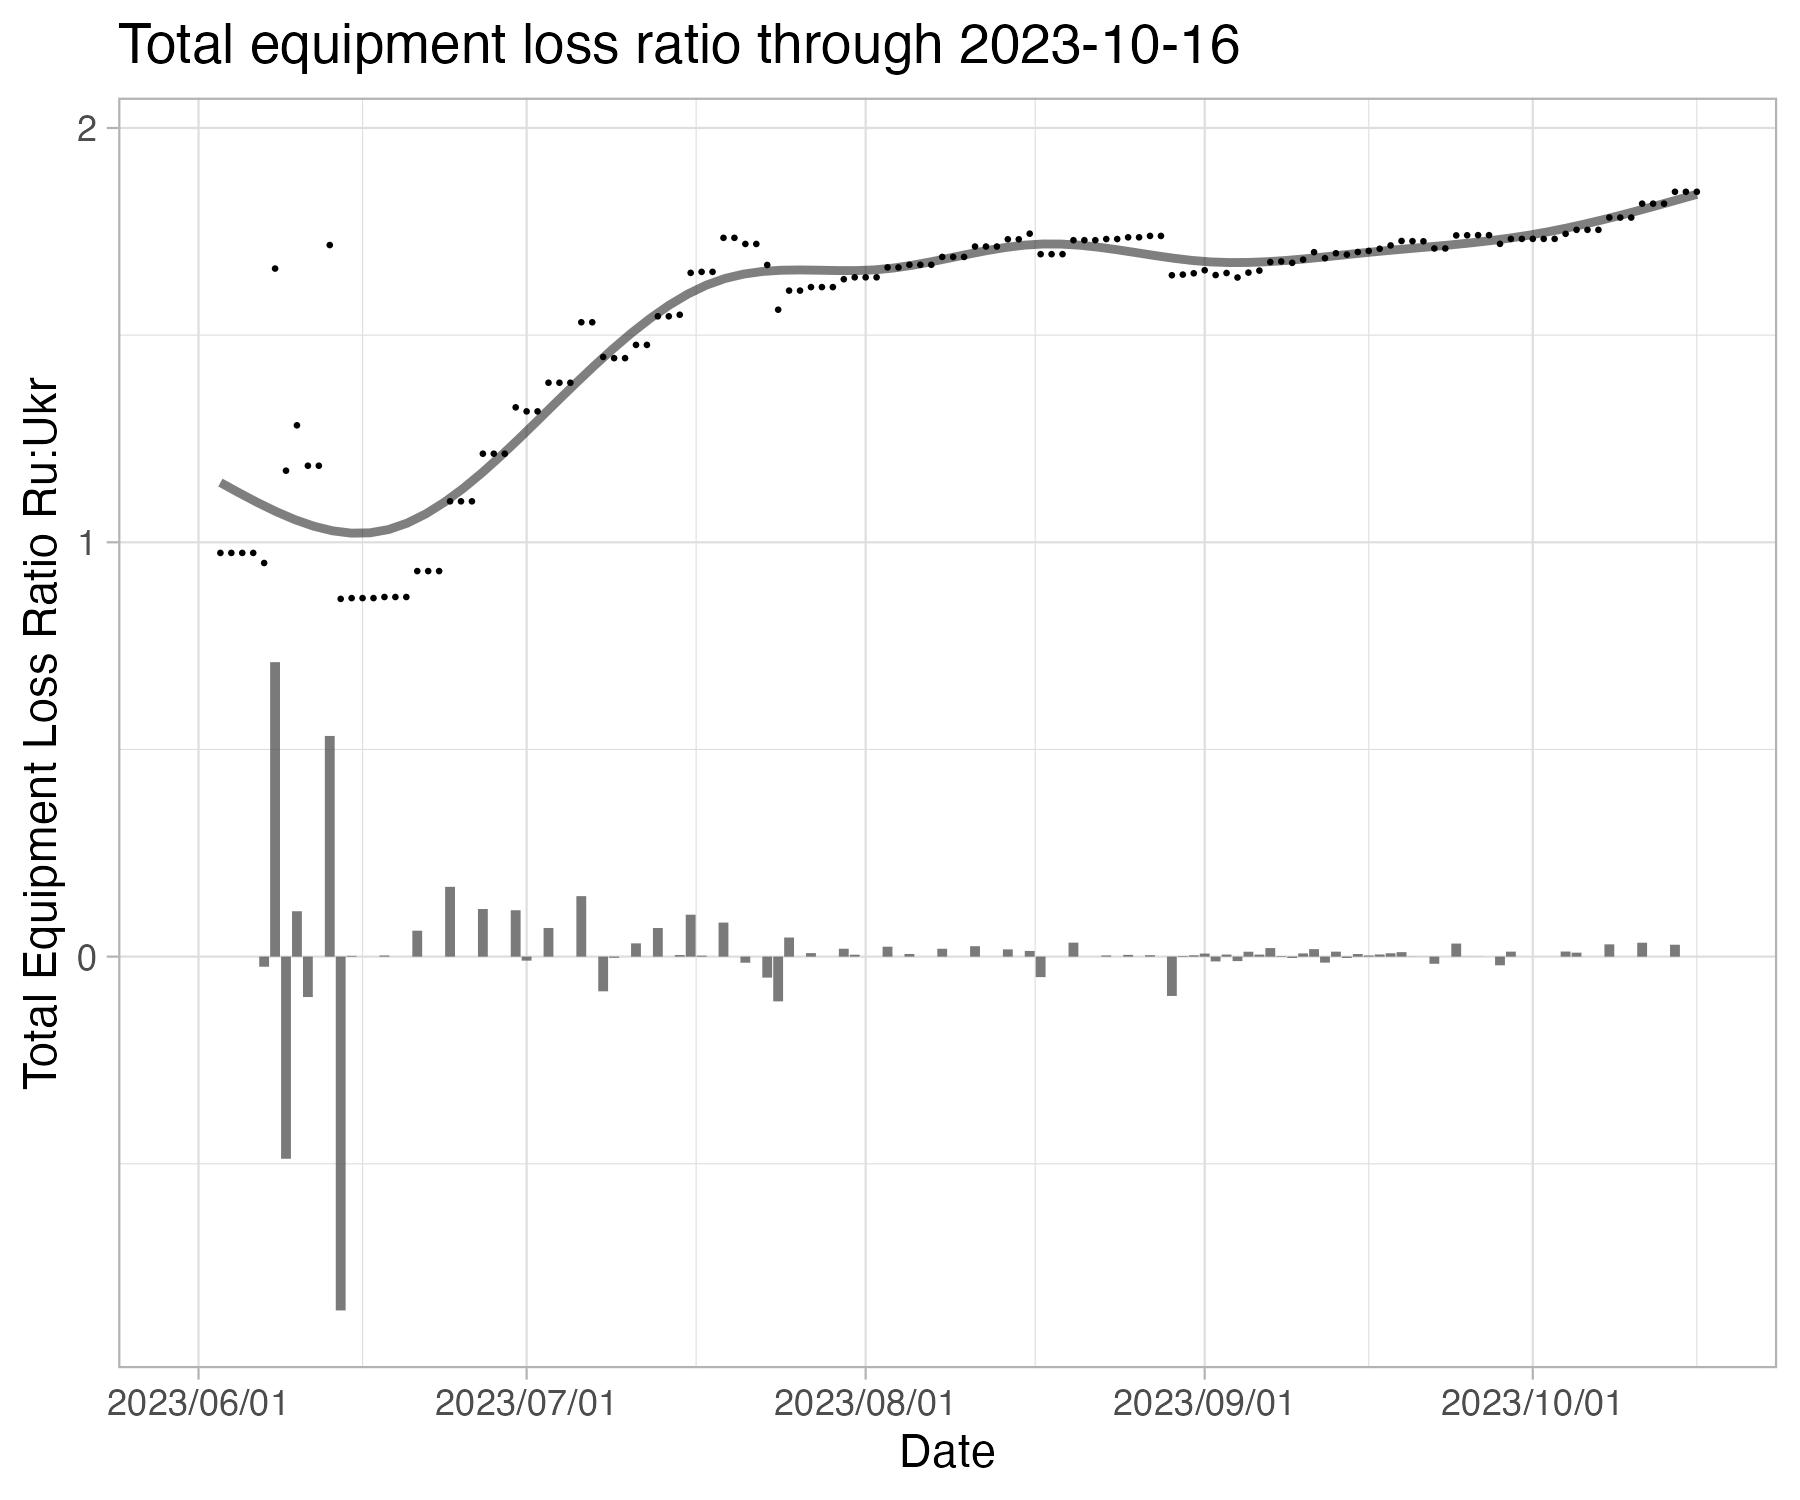 Total equipment loss ratio through 2023-10-16
Total Equipment Loss Ratio Ru:Ukr
2
1
0
2023/06/01
2023/07/01
2023/08/01
2023/09/01
2023/10/01
Date